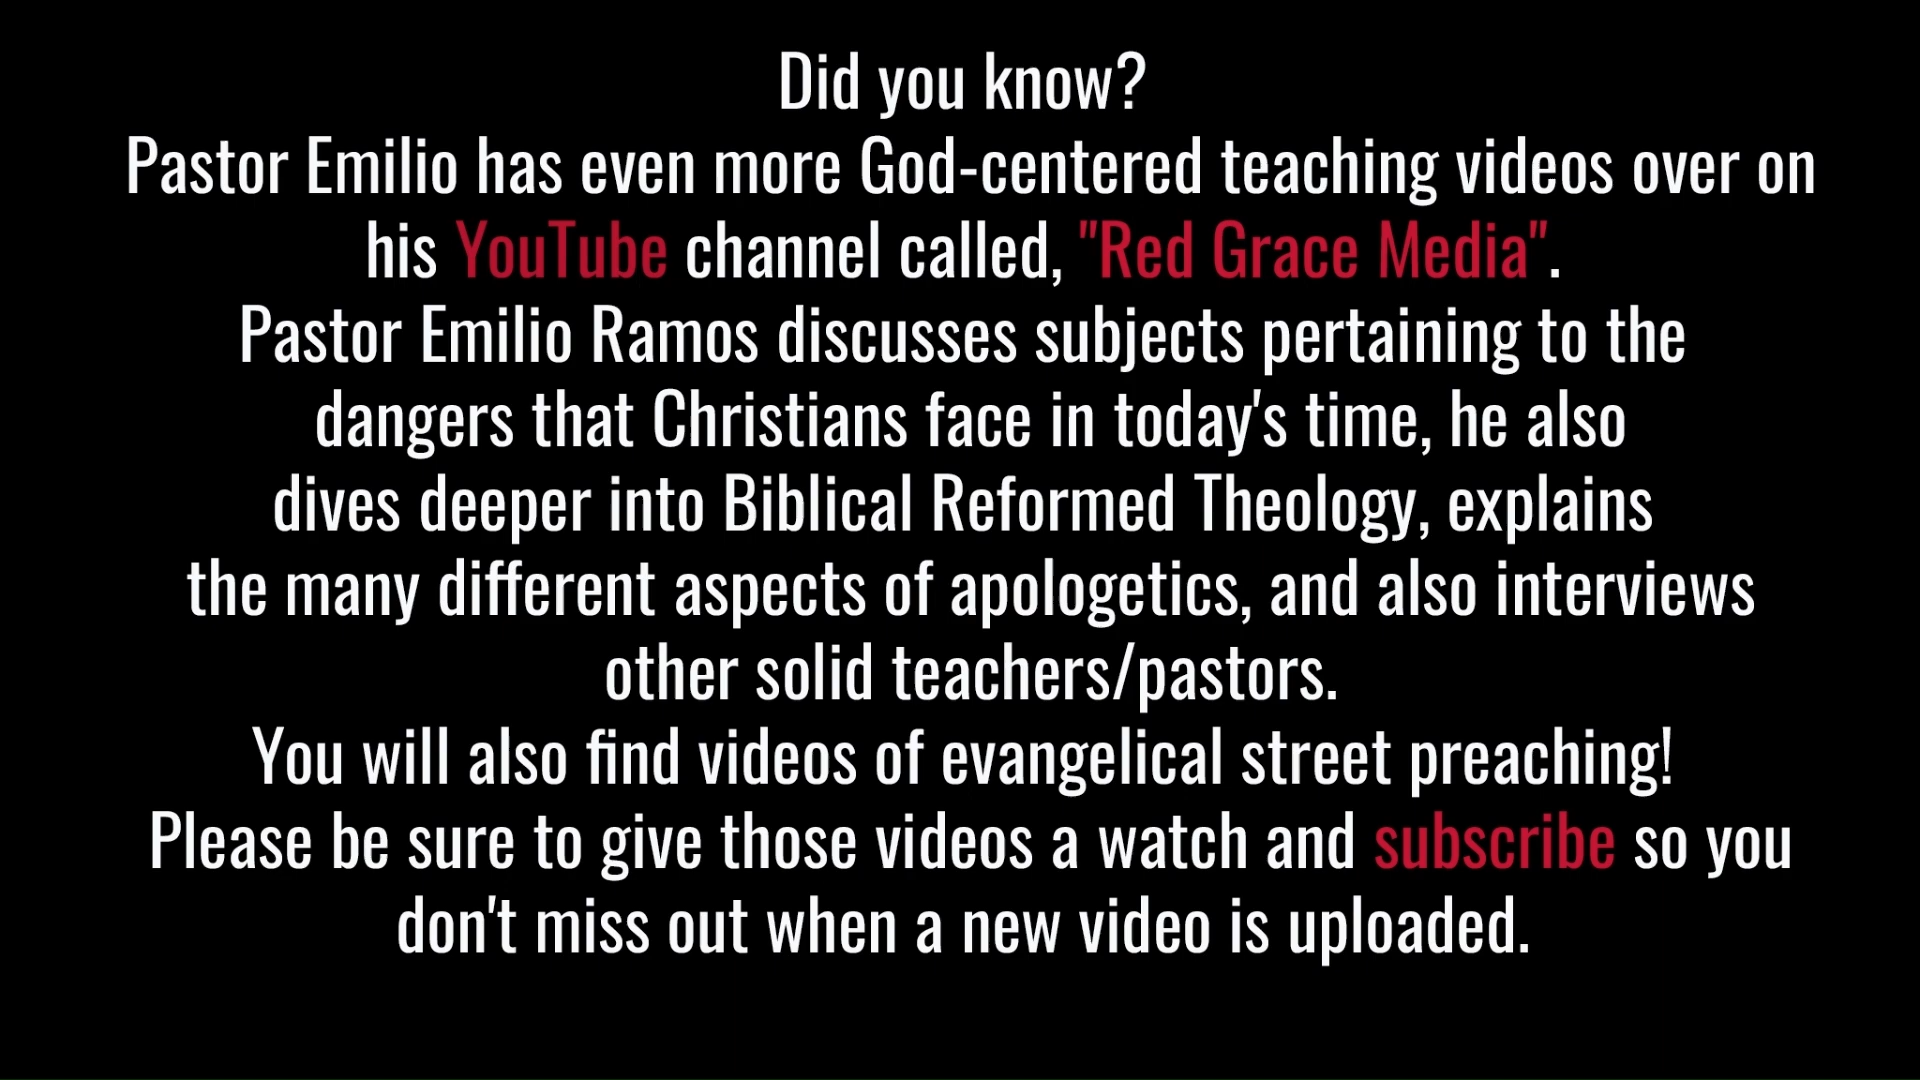 Did you know?
Pastor Emilio has even more God-centered teaching videos over on
his YouTube channel called, "Red Grace Media".
Pastor Emilio Ramos discusses subjects pertaining to the
dangers that Christians face in today's time, he also
dives deeper into Biblical Reformed Theology, explains
the many different aspects of apologetics, and also interviews
other solid teachers/pastors.
You will also find videos of evangelical street preaching!
Please be sure to give those videos a watch and subscribe so you
don't miss out when a new video is uploaded.